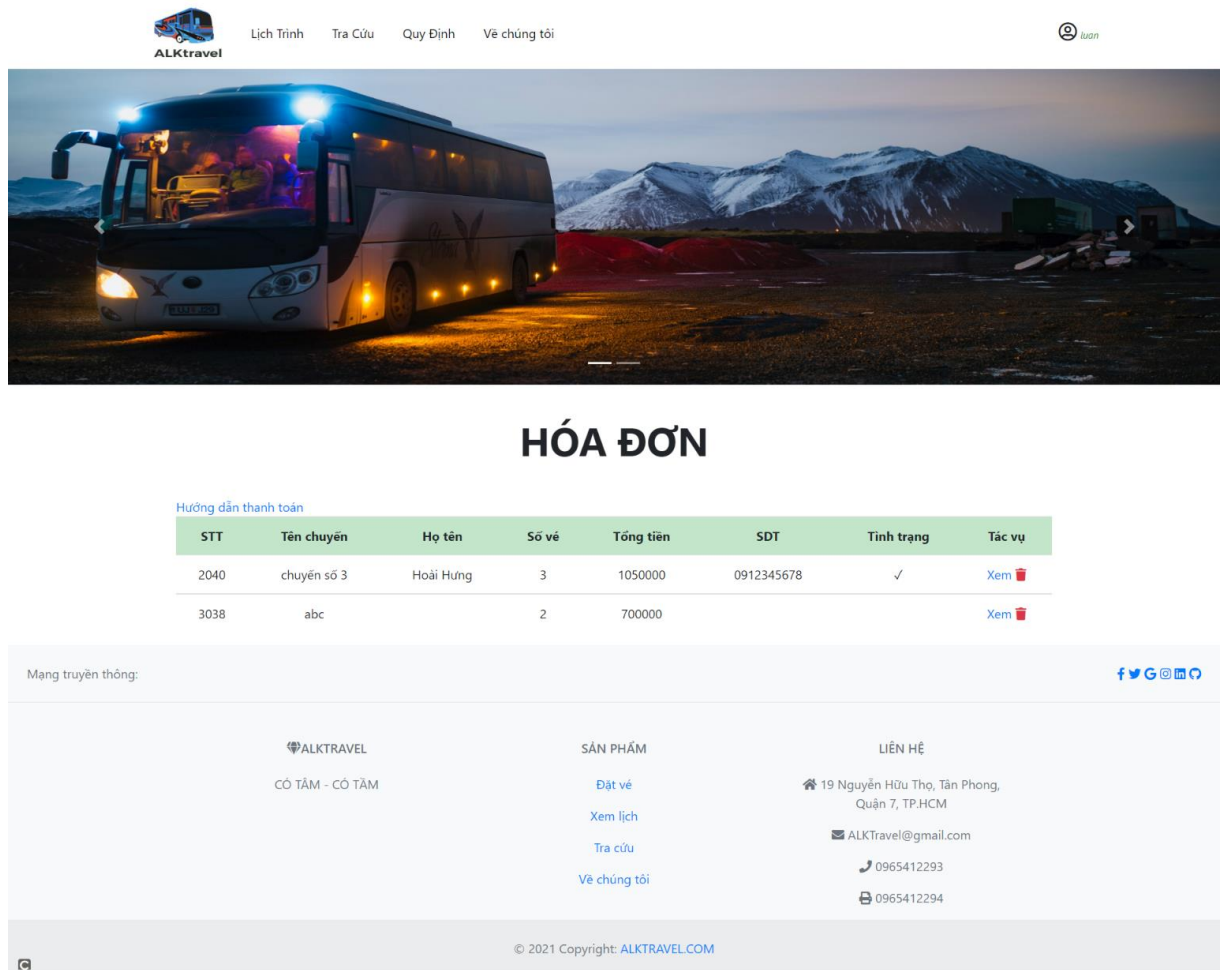 ALKtravel
Lịch Trình Tra Cứu Quy Định Về chúng tôi luan
HÓA ĐƠN
Hướng dẫn thanh toán
STT Tên chuyến Họ tên Số vé Tổng tiền SDT Tình trạng Tác vụ
2040 chuyến số 3 Hoài Hưng 3 1050000 0912345678 ✓ Xem
3038 abc 2 700000 Xem
Mạng truyền thông:
ALKTRAVEL
CÓ TÂM - CÓ TẦM
SẢN PHẨM
Đặt vé
Xem lịch
Tra cứu
Về chúng tôi
LIÊN HỆ
19 Nguyễn Hữu Thọ, Tân Phong,
Quận 7, TP.HCM
ALKTravel@gmail.com
0965412293
0965412294
© 2021 Copyright: ALKTRAVEL.COM